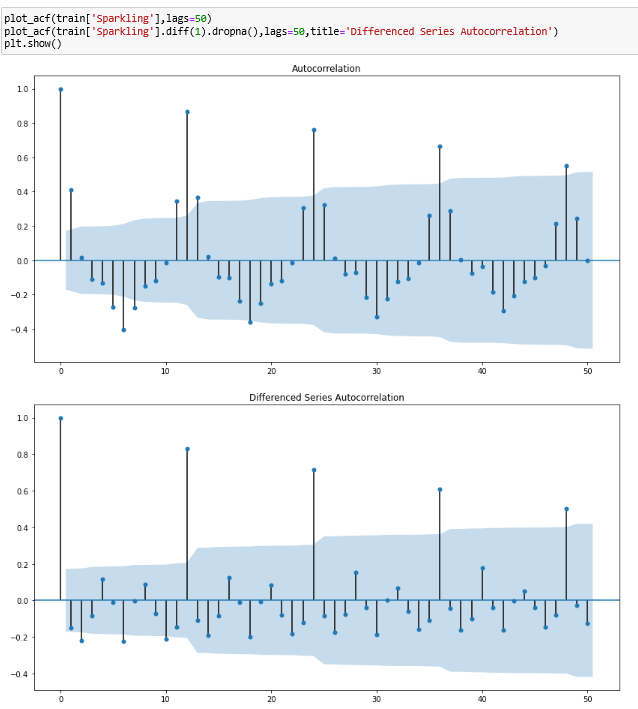 plot_acf(train['Sparkling'],lags=50)
plot_acf(train['Sparkling'].diff(1).dropna(),lags=50,title='Differenced Series Autocorrelation')
plt.show()
Autocorrelation
1.0
0.8
0.6
0.4
0.2
0.0
−0.2
−0.4
0 10 20 30 40 50
Differenced Series Autocorrelation
1.0
0.8
0.6
0.4
0.2
0.0
−0.2
−0.4
0 10 20 30 40 50